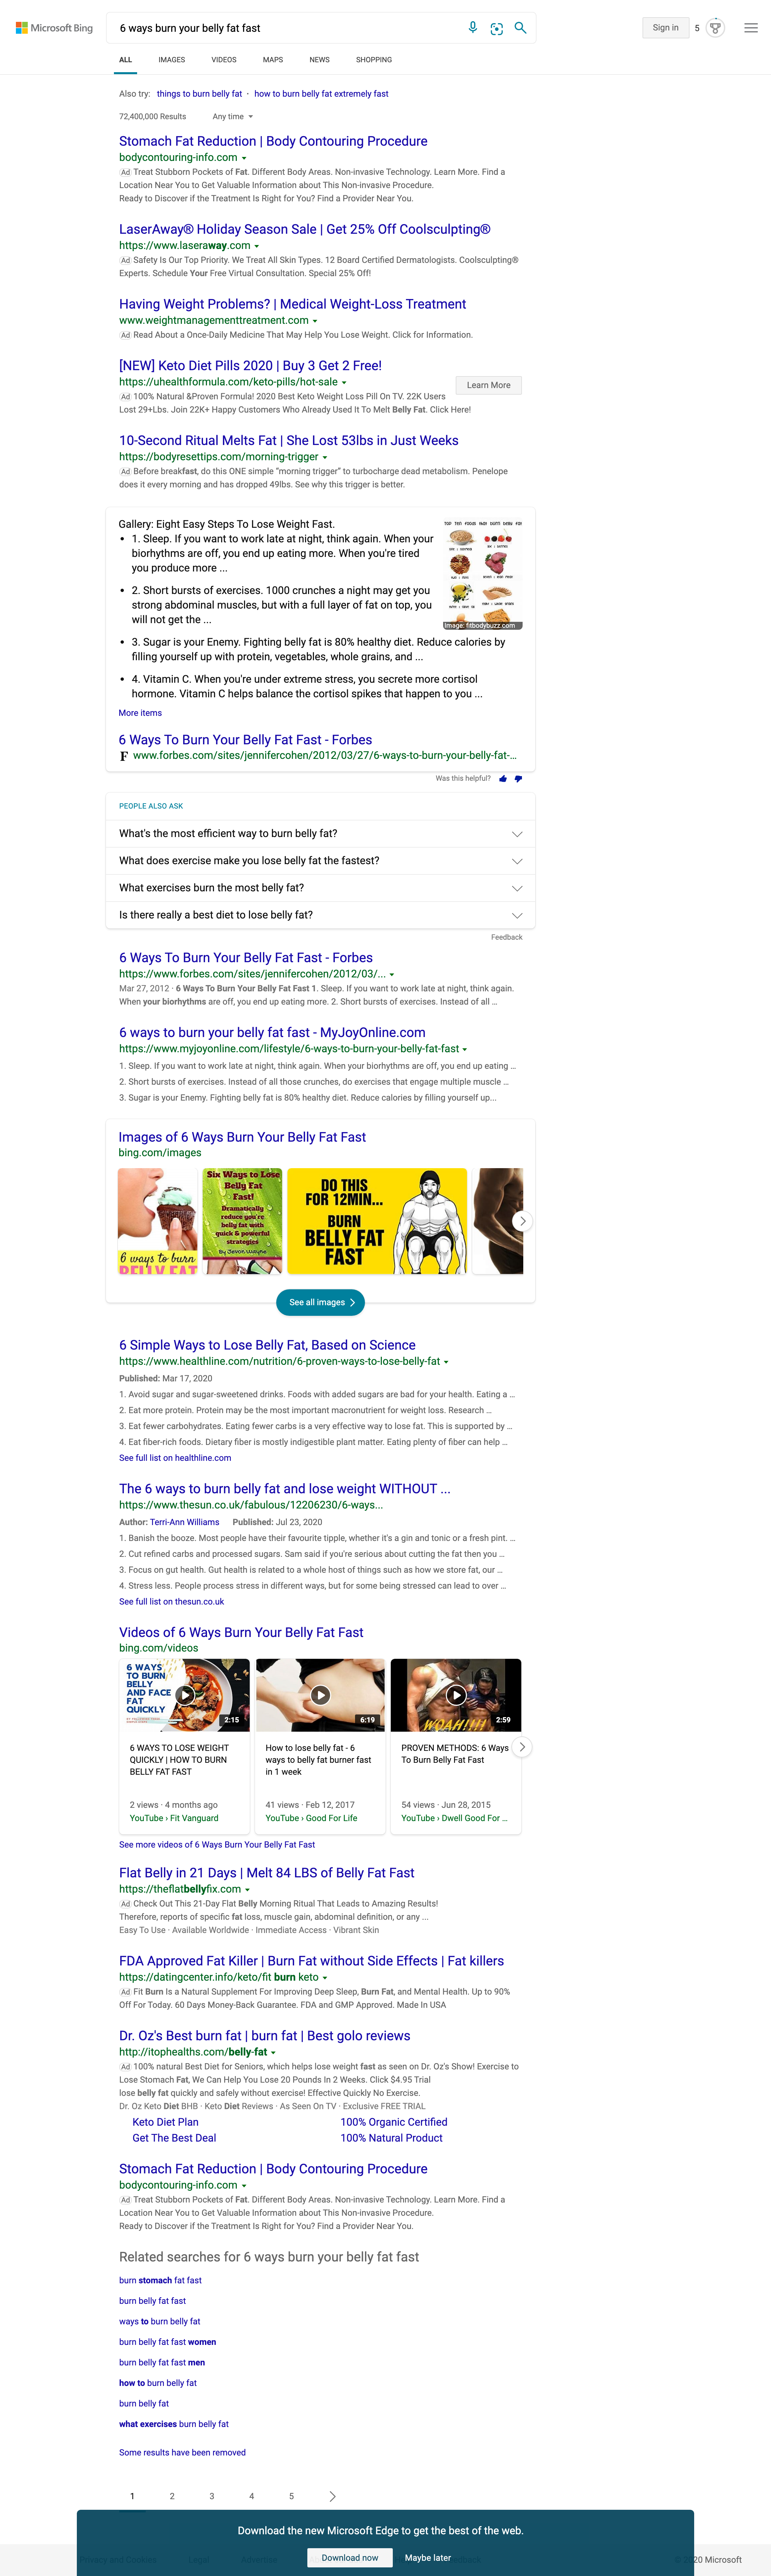 Microsoft Bing
6 ways burn your belly fat fast
Sign in
5
ALL
IMAGES
VIDEOS
MAPS
NEWS
SHOPPING
Also try: things to burn belly fat · how to burn belly fat extremely fast
72,400,000 Results
Any time
Stomach Fat Reduction | Body Contouring Procedure
bodycontouring-info.com
Ad Treat Stubborn Pockets of Fat. Different Body Areas. Non-invasive Technology. Learn More. Find a
Location Near You to Get Valuable Information about This Non-invasive Procedure.
Ready to Discover if the Treatment Is Right for You? Find a Provider Near You.
LaserAway® Holiday Season Sale | Get 25% Off Coolsculpting®
https://www.laseraway.com
Ad Safety Is Our Top Priority. We Treat All Skin Types. 12 Board Certified Dermatologists. Coolsculpting®
Experts. Schedule Your Free Virtual Consultation. Special 25% Off!
Having Weight Problems? | Medical Weight-Loss Treatment
www.weightmanagementtreatment.com
Ad Read About a Once-Daily Medicine That May Help You Lose Weight. Click for Information.
[NEW] Keto Diet Pills 2020 | Buy 3 Get 2 Free!
https://uhealthformula.com/keto-pills/hot-sale
Learn More
Ad 100% Natural &Proven Formula! 2020 Best Keto Weight Loss Pill On TV. 22K Users
Lost 29+Lbs. Join 22K+ Happy Customers Who Already Used It To Melt Belly Fat. Click Here!
10-Second Ritual Melts Fat | She Lost 53lbs in Just Weeks
https://bodyresettips.com/morning-trigger
Ad Before breakfast, do this ONE simple "morning trigger" to turbocharge dead metabolism. Penelope
does it every morning and has dropped 49lbs. See why this trigger is better.
Gallery: Eight Easy Steps To Lose Weight Fast.
• 1. Sleep. If you want to work late at night, think again. When your
biorhythms are off, you end up eating more. When you're tired
you produce more ...
• 2. Short bursts of exercises. 1000 crunches a night may get you
strong abdominal muscles, but with a full layer of fat on top, you
will not get the ...
• 3. Sugar is your Enemy. Fighting belly fat is 80% healthy diet. Reduce calories by
filling yourself up with protein, vegetables, whole grains, and ...
• 4. Vitamin C. When you're under extreme stress, you secrete more cortisol
hormone. Vitamin C helps balance the cortisol spikes that happen to you ...
TOP TEN FOODS that burn belly FAT
Image: fitbodybuzz.com
More items
6 Ways To Burn Your Belly Fat Fast - Forbes
F www.forbes.com/sites/jennifercohen/2012/03/27/6-ways-to-burn-your-belly-fat-...
Was this helpful?
PEOPLE ALSO ASK
What's the most efficient way to burn belly fat?
What does exercise make you lose belly fat the fastest?
What exercises burn the most belly fat?
Is there really a best diet to lose belly fat?
Feedback
6 Ways To Burn Your Belly Fat Fast - Forbes
https://www.forbes.com/sites/jennifercohen/2012/03/...
Mar 27, 2012 · 6 Ways To Burn Your Belly Fat Fast 1. Sleep. If you want to work late at night, think again.
When your biorhythms are off, you end up eating more. 2. Short bursts of exercises. Instead of all ...
6 ways to burn your belly fat fast - MyJoyOnline.com
https://www.myjoyonline.com/lifestyle/6-ways-to-burn-your-belly-fat-fast
1. Sleep. If you want to work late at night, think again. When your biorhythms are off, you end up eating ...
2. Short bursts of exercises. Instead of all those crunches, do exercises that engage multiple muscle ...
3. Sugar is your Enemy. Fighting belly fat is 80% healthy diet. Reduce calories by filling yourself up...
Images of 6 Ways Burn Your Belly Fat Fast
bing.com/images
6 ways to burn
BELLY FAT
Six Ways to Lose
Belly Fat
Fast!
Dramatically
reduce you're
belly fat with
quick & powerful
strategies
By Jevon Wayne
DO THIS
FOR 12MIN...
BURN
BELLY FAT
FAST
See all images
6 Simple Ways to Lose Belly Fat, Based on Science
https://www.healthline.com/nutrition/6-proven-ways-to-lose-belly-fat
Published: Mar 17, 2020
1. Avoid sugar and sugar-sweetened drinks. Foods with added sugars are bad for your health. Eating a ...
2. Eat more protein. Protein may be the most important macronutrient for weight loss. Research ...
3. Eat fewer carbohydrates. Eating fewer carbs is a very effective way to lose fat. This is supported by ...
4. Eat fiber-rich foods. Dietary fiber is mostly indigestible plant matter. Eating plenty of fiber can help ...
See full list on healthline.com
The 6 ways to burn belly fat and lose weight WITHOUT ...
https://www.thesun.co.uk/fabulous/12206230/6-ways...
Author: Terri-Ann Williams Published: Jul 23, 2020
1. Banish the booze. Most people have their favourite tipple, whether it's a gin and tonic or a fresh pint. ...
2. Cut refined carbs and processed sugars. Sam said if you're serious about cutting the fat then you ...
3. Focus on gut health. Gut health is related to a whole host of things such as how we store fat, our ...
4. Stress less. People process stress in different ways, but for some being stressed can lead to over ...
See full list on thesun.co.uk
Videos of 6 Ways Burn Your Belly Fat Fast
bing.com/videos
6 WAYS
TO BURN
BELLY
AND FACE
FAT
QUICKLY
2:15
6:19
WOAH!!!!
2:59
6 WAYS TO LOSE WEIGHT
QUICKLY | HOW TO BURN
BELLY FAT FAST
2 views · 4 months ago
YouTube › Fit Vanguard
How to lose belly fat - 6
ways to belly fat burner fast
in 1 week
41 views · Feb 12, 2017
YouTube › Good For Life
PROVEN METHODS: 6 Ways
To Burn Belly Fat Fast
54 views · Jun 28, 2015
YouTube › Dwell Good For ...
See more videos of 6 Ways Burn Your Belly Fat Fast
Flat Belly in 21 Days | Melt 84 LBS of Belly Fat Fast
https://theflatbellyfix.com
Ad Check Out This 21-Day Flat Belly Morning Ritual That Leads to Amazing Results!
Therefore, reports of specific fat loss, muscle gain, abdominal definition, or any ...
Easy To Use · Available Worldwide · Immediate Access · Vibrant Skin
FDA Approved Fat Killer | Burn Fat without Side Effects | Fat killers
https://datingcenter.info/keto/fit burn keto
Ad Fit Burn Is a Natural Supplement For Improving Deep Sleep, Burn Fat, and Mental Health. Up to 90%
Off For Today. 60 Days Money-Back Guarantee. FDA and GMP Approved. Made In USA
Dr. Oz's Best burn fat | burn fat | Best golo reviews
http://itophealths.com/belly-fat
Ad 100% natural Best Diet for Seniors, which helps lose weight fast as seen on Dr. Oz's Show! Exercise to
Lose Stomach Fat, We Can Help You Lose 20 Pounds In 2 Weeks. Click $4.95 Trial
lose belly fat quickly and safely without exercise! Effective Quickly No Exercise.
Dr. Oz Keto Diet BHB · Keto Diet Reviews · As Seen On TV · Exclusive FREE TRIAL
Keto Diet Plan
100% Organic Certified
Get The Best Deal
100% Natural Product
Stomach Fat Reduction | Body Contouring Procedure
bodycontouring-info.com
Ad Treat Stubborn Pockets of Fat. Different Body Areas. Non-invasive Technology. Learn More. Find a
Location Near You to Get Valuable Information about This Non-invasive Procedure.
Ready to Discover if the Treatment Is Right for You? Find a Provider Near You.
Related searches for 6 ways burn your belly fat fast
burn stomach fat fast
burn belly fat fast
ways to burn belly fat
burn belly fat fast women
burn belly fat fast men
how to burn belly fat
burn belly fat
what exercises burn belly fat
Some results have been removed
1
2
3
4
5
Download the new Microsoft Edge to get the best of the web.
Download now
Maybe later
20 Microsoft